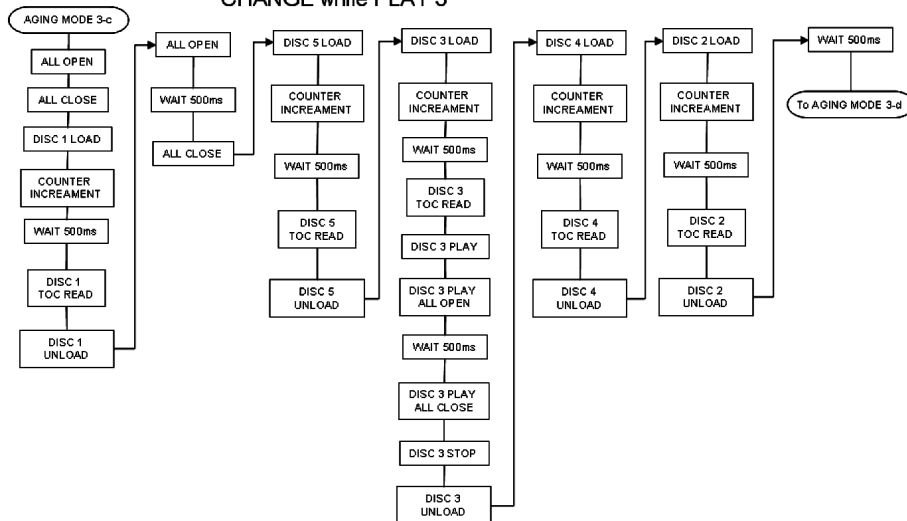 CHANGE while PLAY 3
AGING MODE 3-c
ALL OPEN
ALL CLOSE
DISC 1 LOAD
COUNTER
INCREAMENT
WAIT 500ms
DISC 1
TOC READ
DISC 1
UNLOAD
ALL OPEN
WAIT 500ms
ALL CLOSE
DISC 5 LOAD
COUNTER
INCREAMENT
WAIT 500ms
DISC 5
TOC READ
DISC 5
UNLOAD
DISC 3 LOAD
COUNTER
INCREAMENT
WAIT 500ms
DISC 3
TOC READ
DISC 3 PLAY
DISC 3 PLAY
ALL OPEN
WAIT 500ms
DISC 3 PLAY
ALL CLOSE
DISC 3 STOP
DISC 3
UNLOAD
DISC 4 LOAD
COUNTER
INCREAMENT
WAIT 500ms
DISC 4
TOC READ
DISC 4
UNLOAD
DISC 2 LOAD
COUNTER
INCREAMENT
WAIT 500ms
DISC 2
TOC READ
DISC 2
UNLOAD
WAIT 500ms
To AGING MODE 3-d